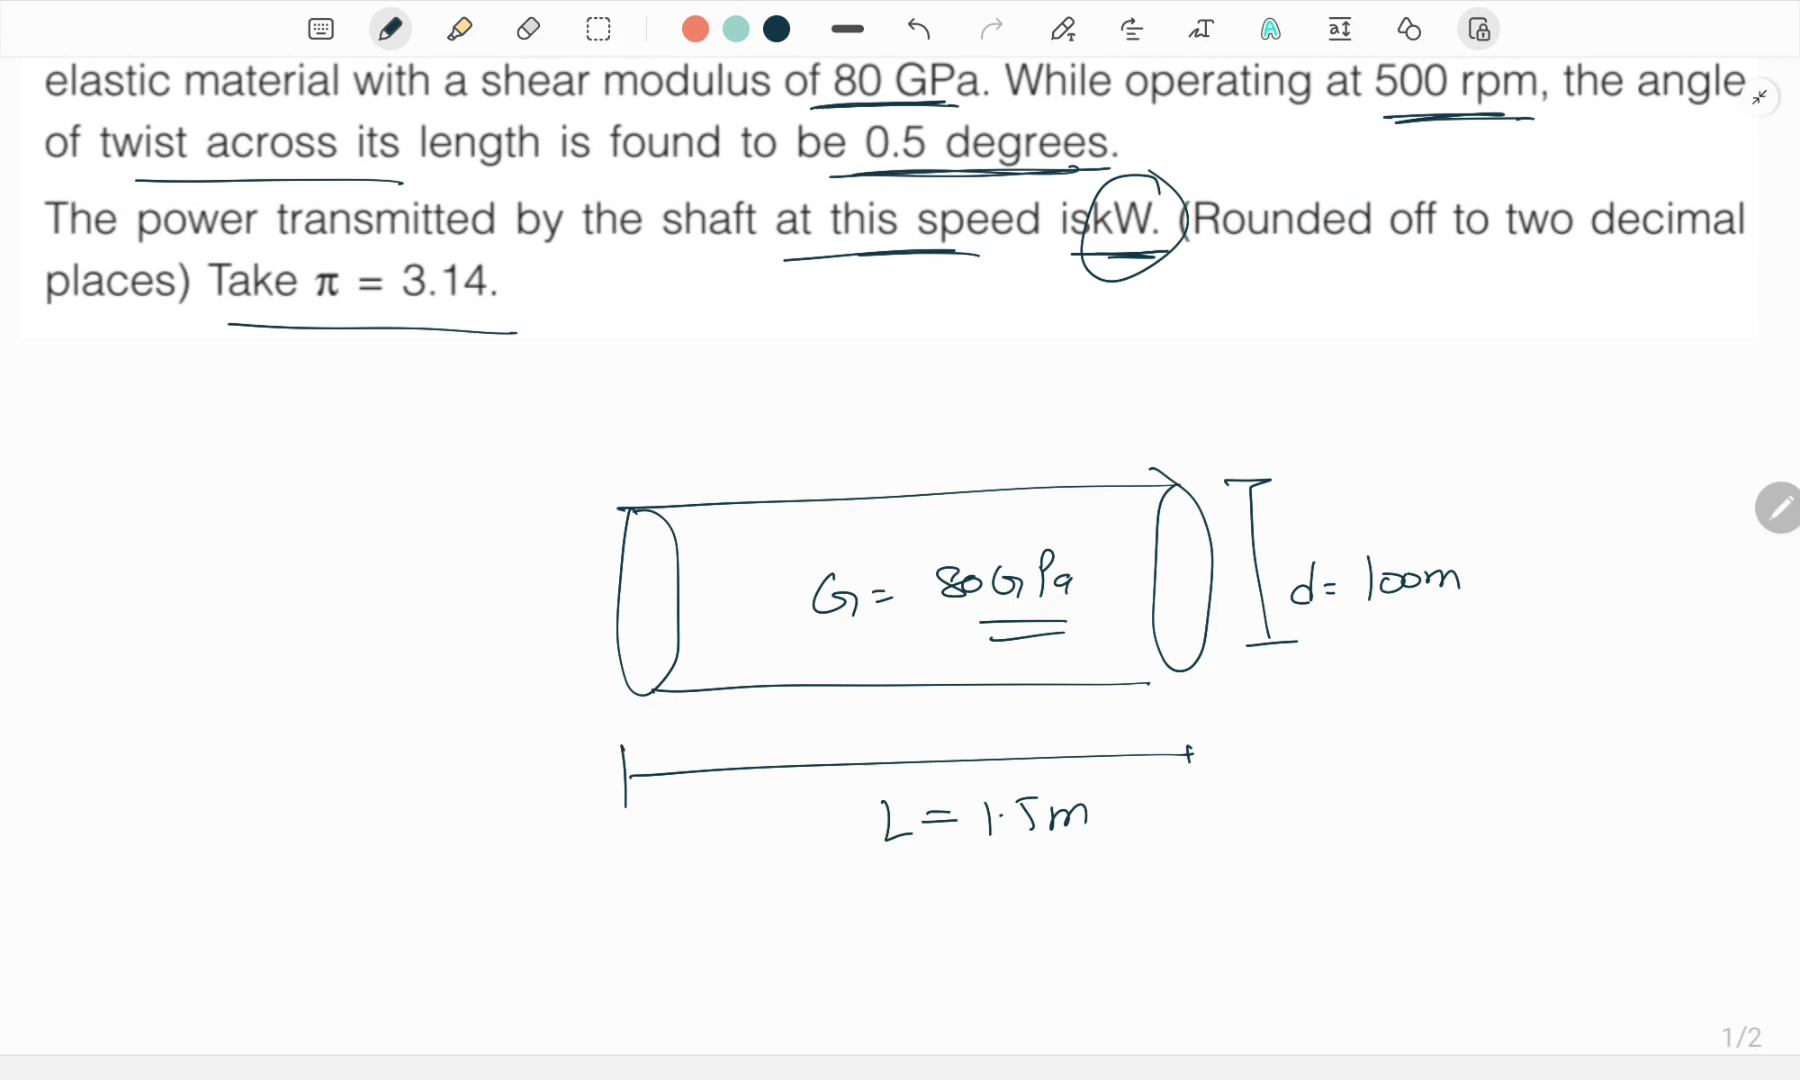 elastic material with a shear modulus of 80 GPa. While operating at 500 rpm, the angle
of twist across its length is found to be 0.5 degrees.
The power transmitted by the shaft at this speed iskW. (Rounded off to two decimal
places) Take π = 3.14.
G = 80 GPa
d = 100m
L = 1.5m
1/2